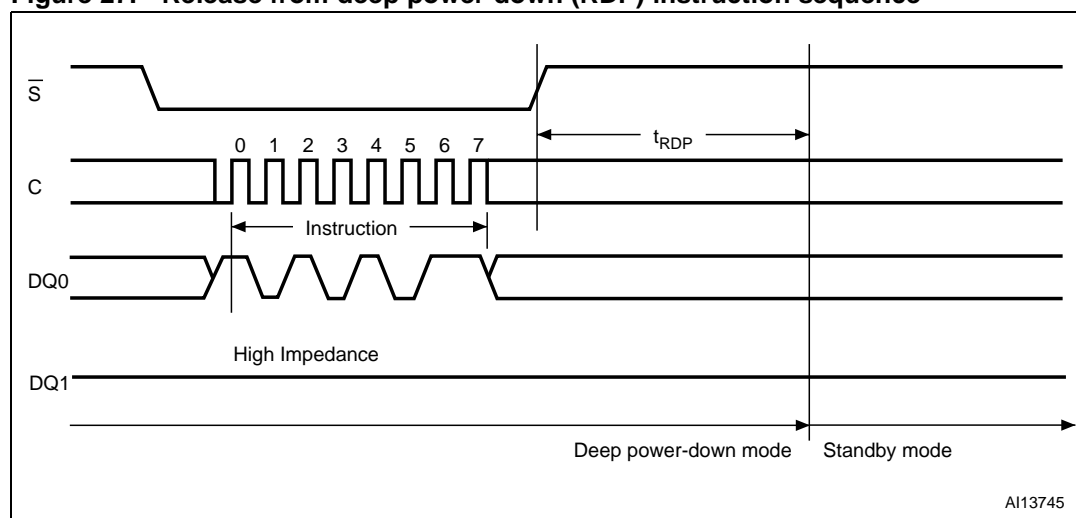 Figure 27. Release from deep power-down (RDP) instruction sequence
S
0 1 2 3 4 5 6 7
tRDP
C
Instruction
DQ0
High Impedance
DQ1
Deep power-down mode Standby mode
AI13745